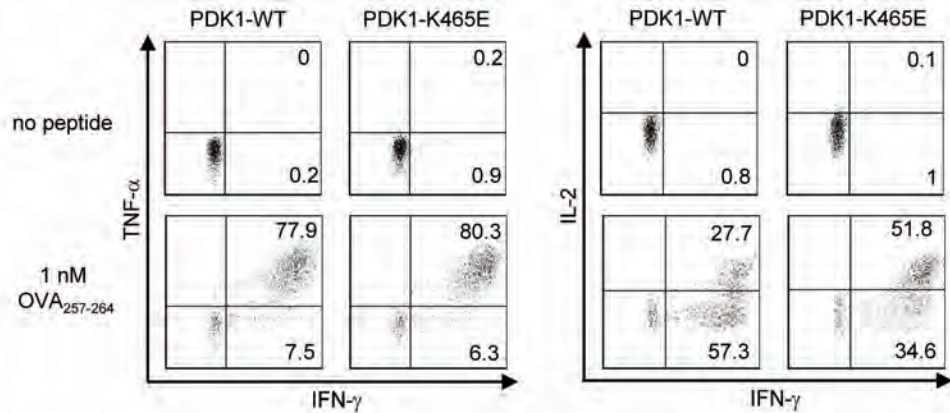 PDK1-WT PDK1-K465E PDK1-WT PDK1-K465E
no peptide
TNF-α
0
0.2
0.2
0.9
IL-2
0
0.1
0.8
1
1 nM
OVA257-264
77.9
80.3
7.5
6.3
27.7
51.8
57.3
34.6
IFN-γ IFN-γ